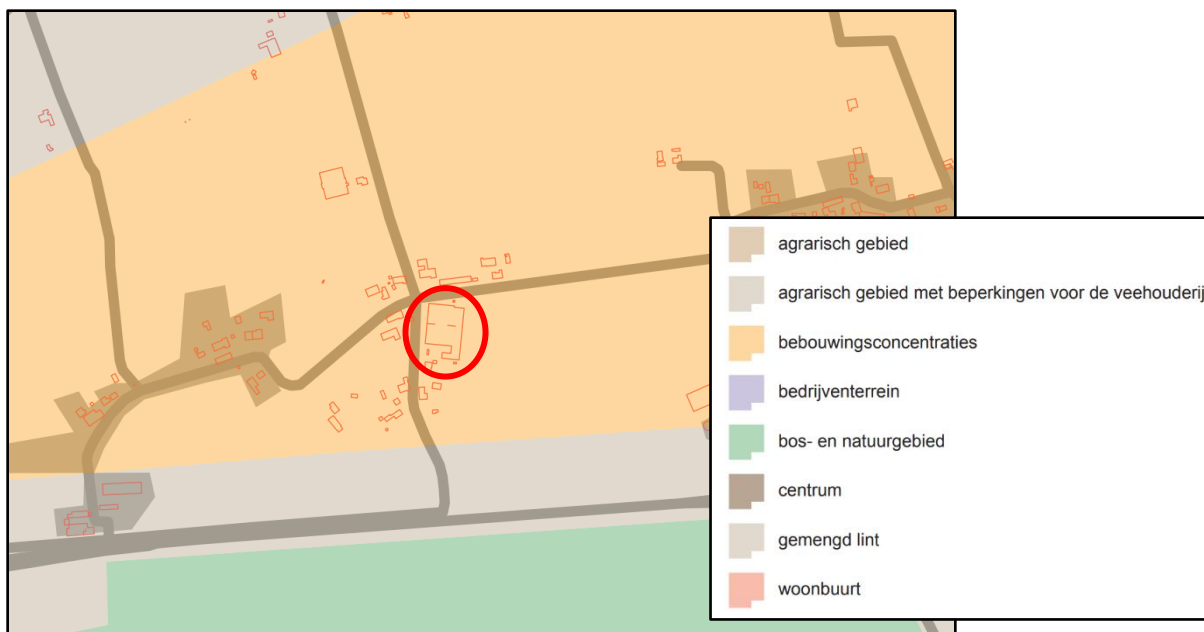 agrarisch gebied
agrarisch gebied met beperkingen voor de veehouderij
bebouwingsconcentraties
bedrijventerrein
bos- en natuurgebied
centrum
gemengd lint
woonbuurt